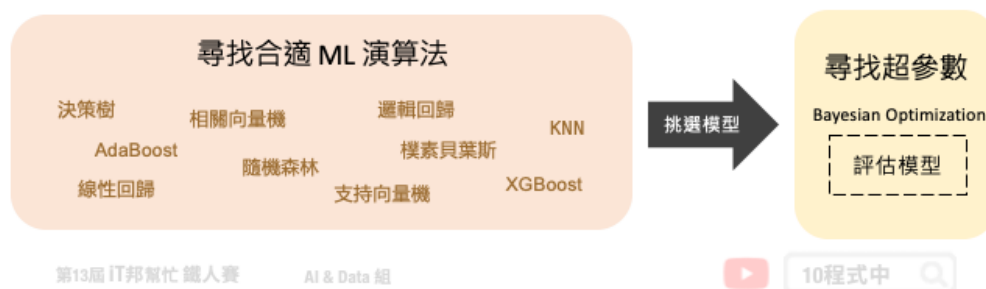 尋找合適 ML 演算法
決策樹
相關向量機
邏輯回歸
KNN
AdaBoost
隨機森林
樸素貝葉斯
線性回歸
支持向量機
XGBoost
挑選模型
尋找超參數
Bayesian Optimization
評估模型
第13屆 iT邦幫忙 鐵人賽
AI & Data 組
10程式中